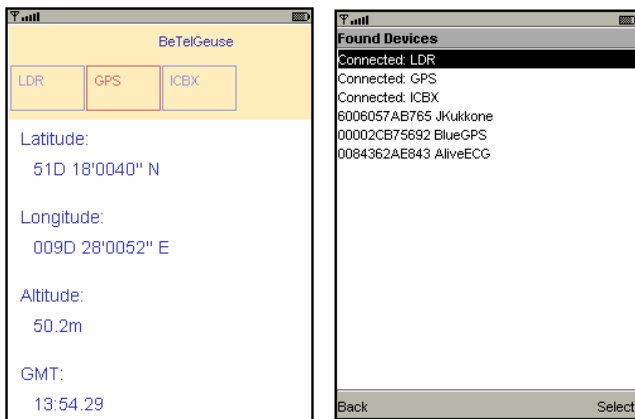 BeTelGeuse
LDR GPS ICBX
Latitude:
51D 18'0040" N
Longitude:
009D 28'0052" E
Altitude:
50.2m
GMT:
13:54.29
Found Devices
Connected: LDR
Connected: GPS
Connected: ICBX
6006057AB765 JKukkone
00002CB75692 BlueGPS
0084362AE843 AliveECG
Back Select